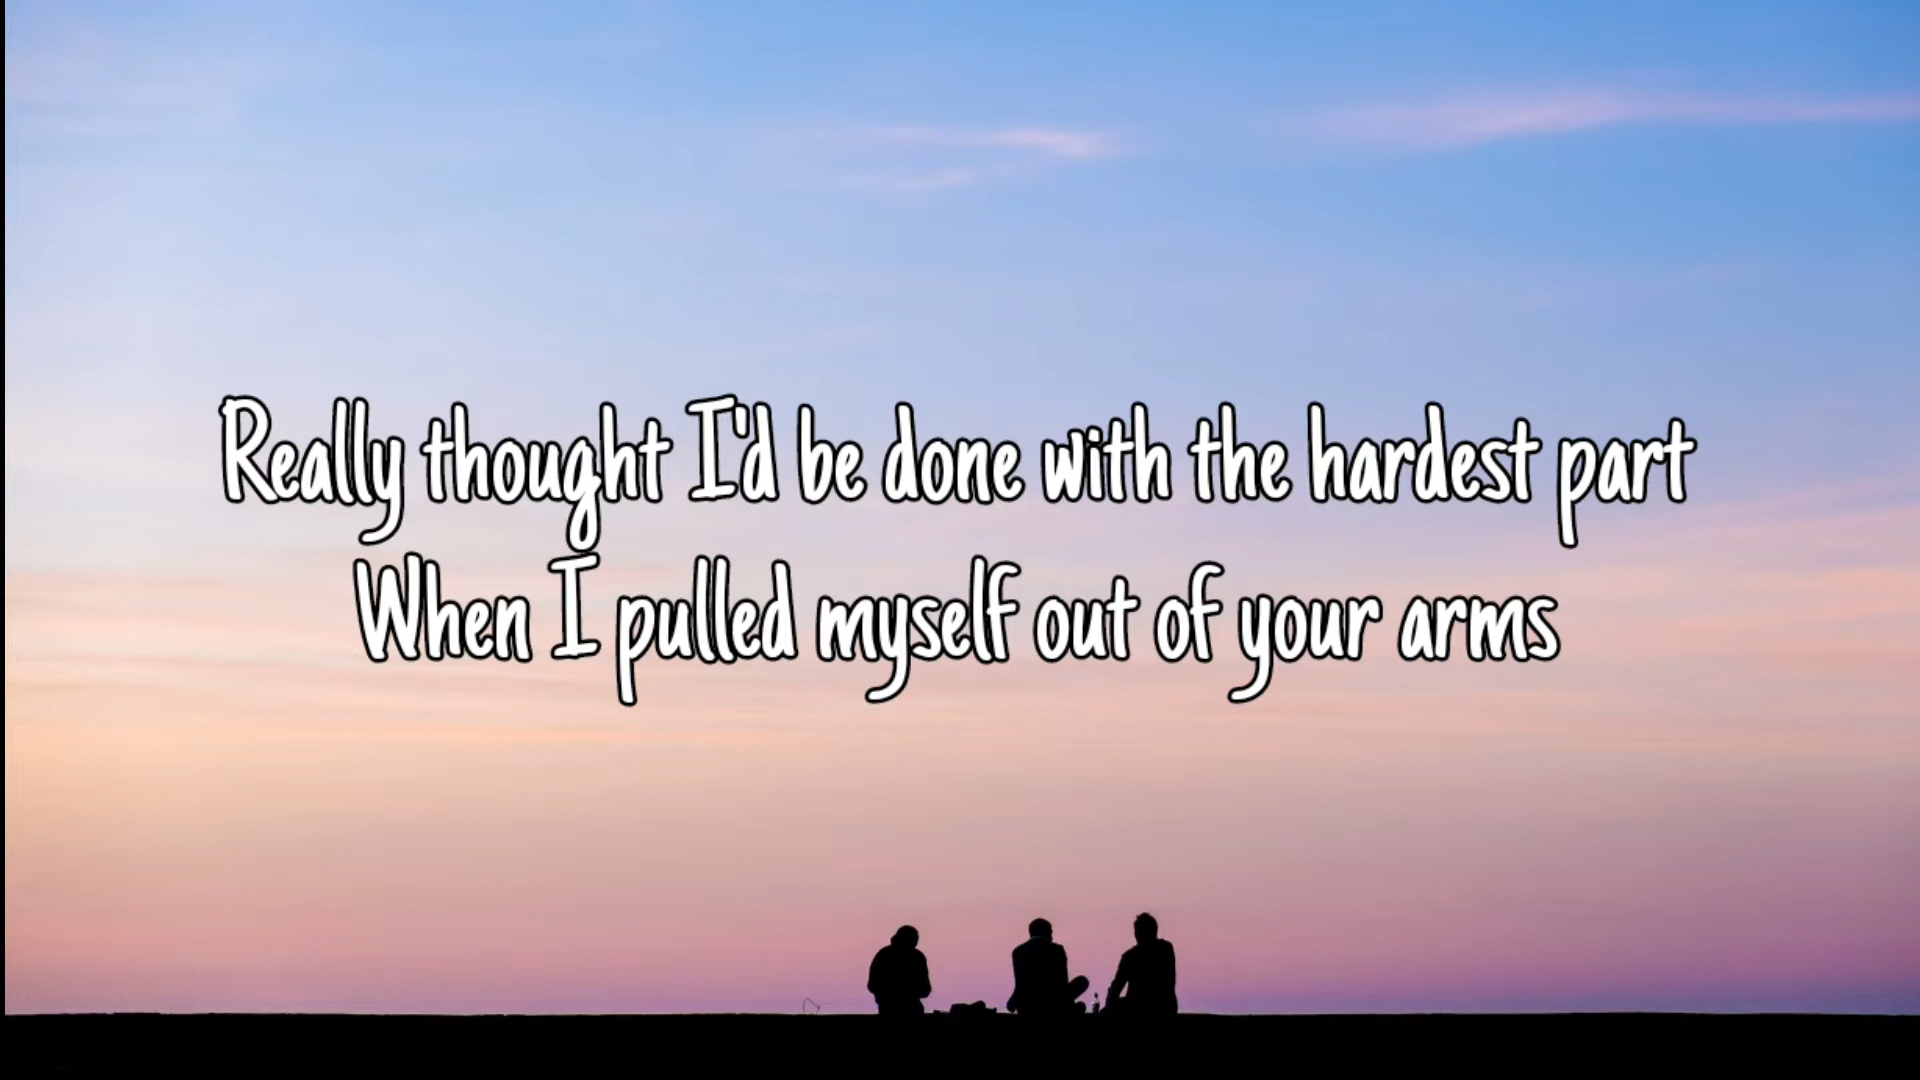 Really thought I'd be done with the hardest part
When I pulled myself out of your arms